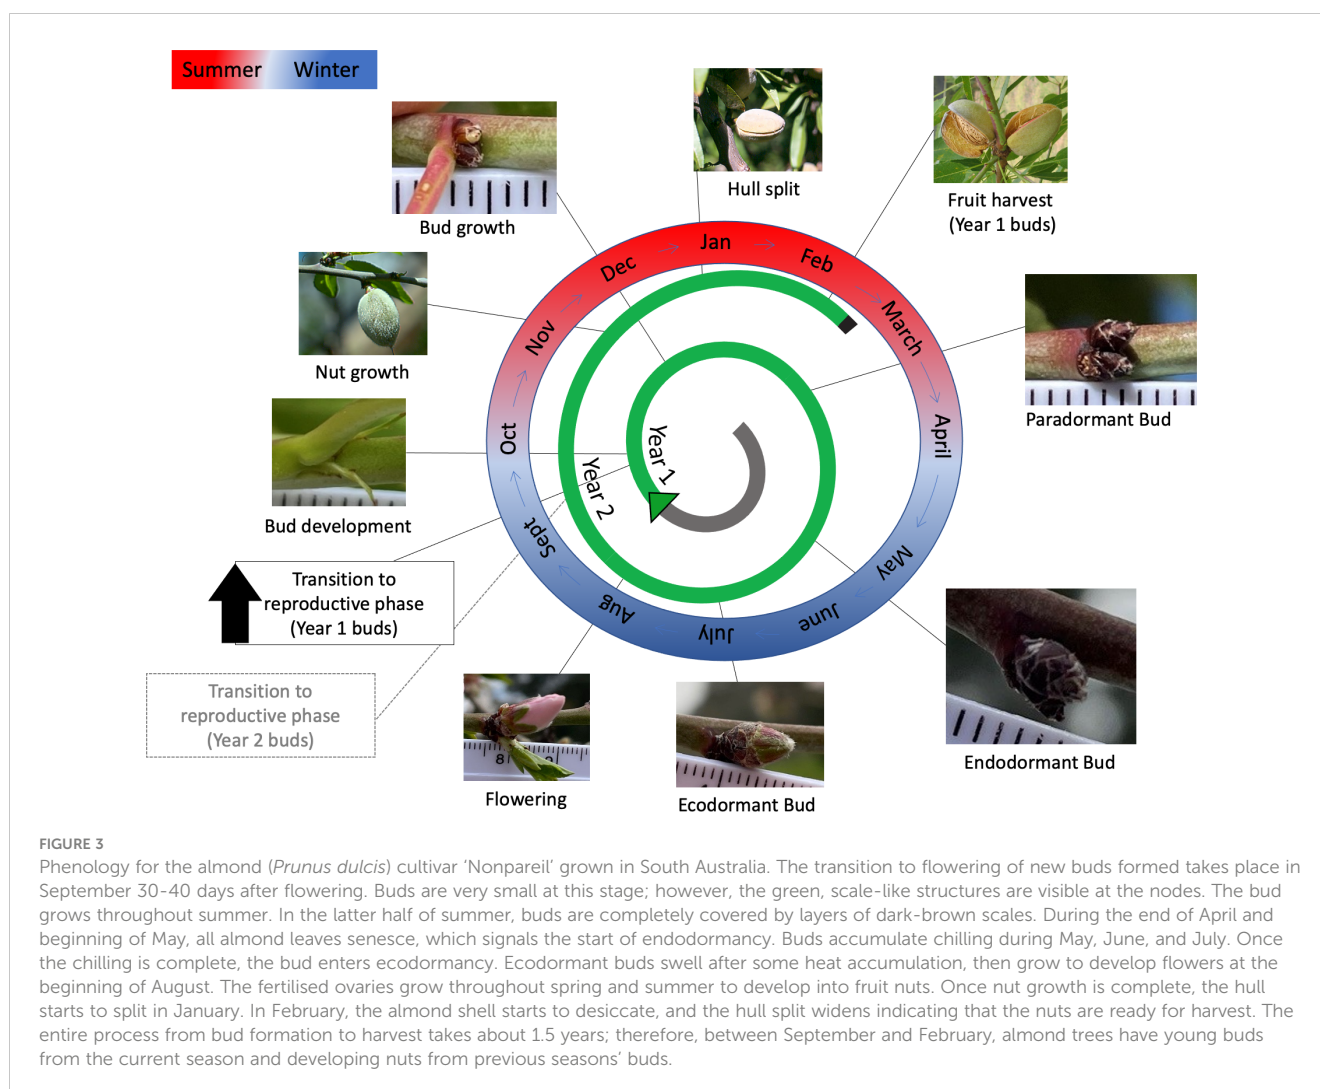 Summer Winter
Bud growth
Hull split
Fruit harvest
(Year 1 buds)
Nut growth
Paradormant Bud
Bud development
Transition to
reproductive phase
(Year 1 buds)
Transition to
reproductive phase
(Year 2 buds)
Flowering
Ecodormant Bud
Endodormant Bud
Jan
Feb
March
April
May
June
July
Aug
Sept
Oct
Nov
Dec
Year 1
Year 2
8
FIGURE 3
Phenology for the almond (Prunus dulcis) cultivar ‘Nonpareil’ grown in South Australia. The transition to flowering of new buds formed takes place in
September 30-40 days after flowering. Buds are very small at this stage; however, the green, scale-like structures are visible at the nodes. The bud
grows throughout summer. In the latter half of summer, buds are completely covered by layers of dark-brown scales. During the end of April and
beginning of May, all almond leaves senesce, which signals the start of endodormancy. Buds accumulate chilling during May, June, and July. Once
the chilling is complete, the bud enters ecodormancy. Ecodormant buds swell after some heat accumulation, then grow to develop flowers at the
beginning of August. The fertilised ovaries grow throughout spring and summer to develop into fruit nuts. Once nut growth is complete, the hull
starts to split in January. In February, the almond shell starts to desiccate, and the hull split widens indicating that the nuts are ready for harvest. The
entire process from bud formation to harvest takes about 1.5 years; therefore, between September and February, almond trees have young buds
from the current season and developing nuts from previous seasons’ buds.